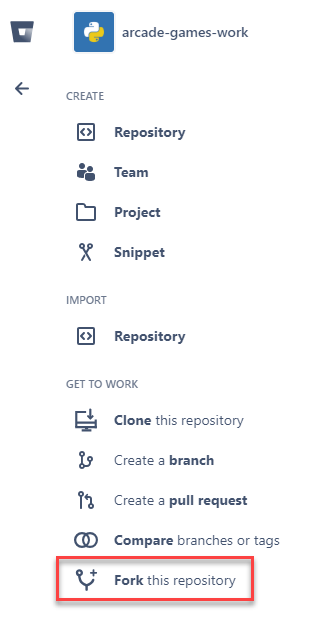 arcade-games-work
CREATE
Repository
Team
Project
Snippet
IMPORT
Repository
GET TO WORK
Clone this repository
Create a branch
Create a pull request
Compare branches or tags
Fork this repository